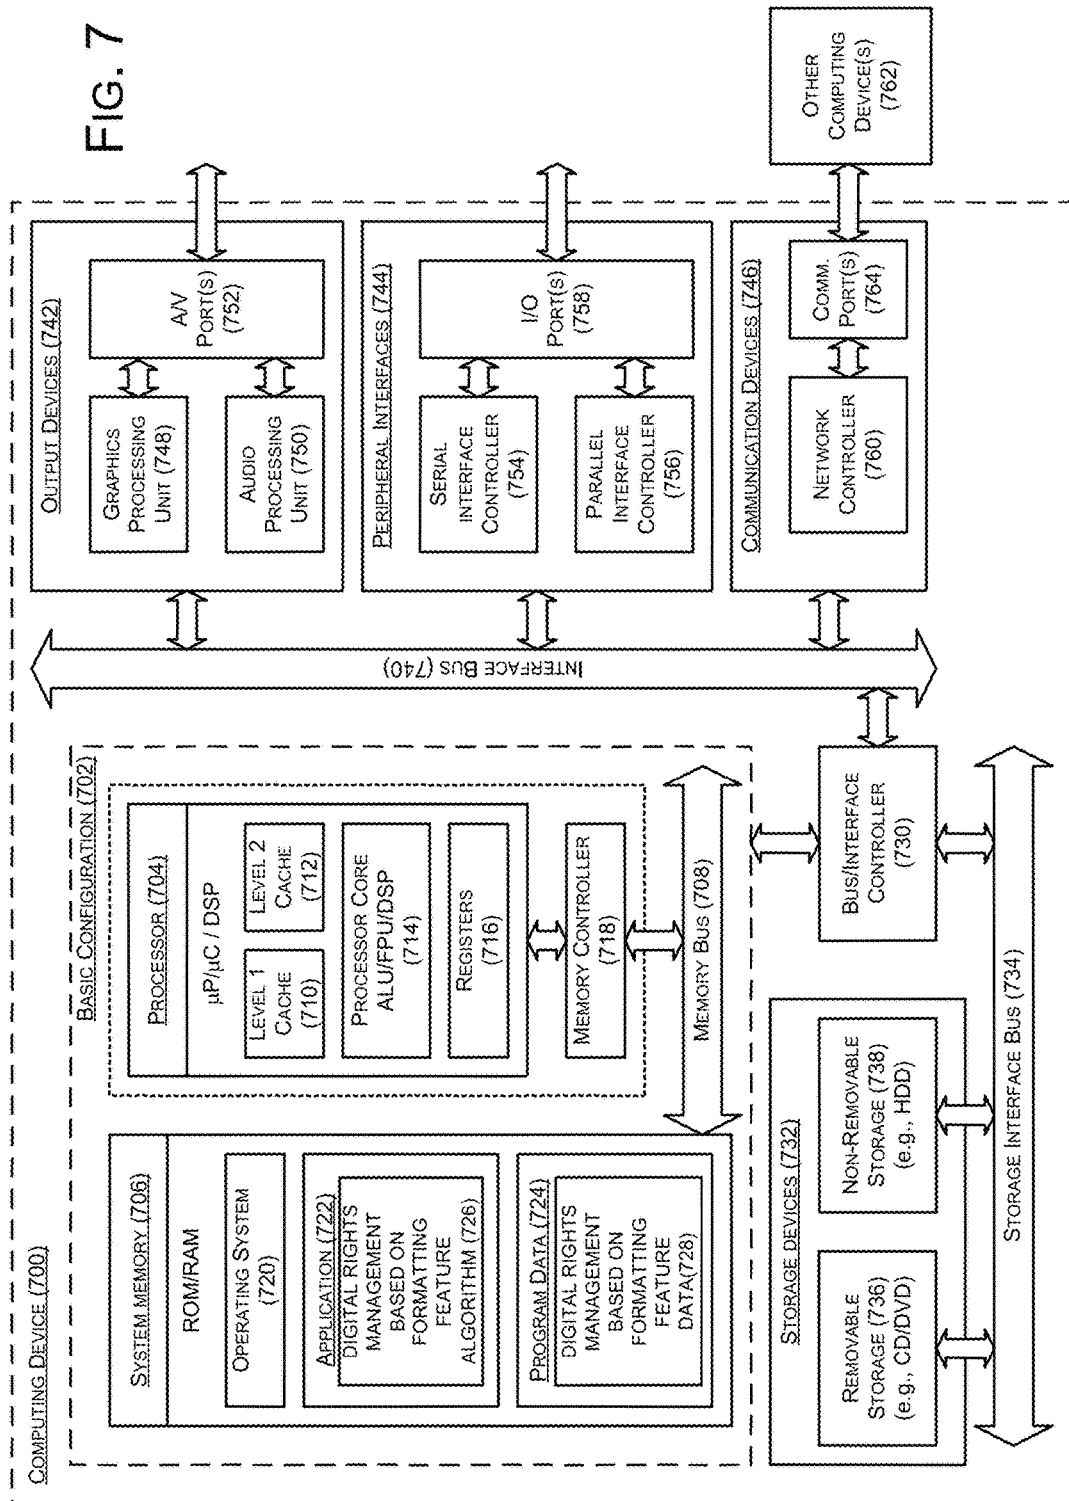 COMPUTING DEVICE (700)
FIG. 7
BASIC CONFIGURATION (702)
SYSTEM MEMORY (706)
ROM/RAM
OPERATING SYSTEM
(720)
APPLICATION (722)
DIGITAL RIGHTS
MANAGEMENT
BASED ON
FORMATTING
FEATURE
ALGORITHM (726)
PROGRAM DATA (724)
DIGITAL RIGHTS
MANAGEMENT
BASED ON
FORMATTING
FEATURE
DATA(728)
PROCESSOR (704)
µP/µC / DSP
LEVEL 1
CACHE
(710)
LEVEL 2
CACHE
(712)
PROCESSOR CORE
ALU/FPU/DSP
(714)
REGISTERS
(716)
MEMORY CONTROLLER
(718)
MEMORY BUS (708)
STORAGE DEVICES (732)
REMOVABLE
STORAGE (736)
(e.g., CD/DVD)
NON-REMOVABLE
STORAGE (738)
(e.g., HDD)
BUS/INTERFACE
CONTROLLER
(730)
STORAGE INTERFACE BUS (734)
INTERFACE BUS (740)
OUTPUT DEVICES (742)
GRAPHICS
PROCESSING
UNIT (748)
AUDIO
PROCESSING
UNIT (750)
A/V
PORT(S)
(752)
PERIPHERAL INTERFACES (744)
SERIAL
INTERFACE
CONTROLLER
(754)
PARALLEL
INTERFACE
CONTROLLER
(756)
I/O
PORT(S)
(758)
COMMUNICATION DEVICES (746)
NETWORK
CONTROLLER
(760)
COMM.
PORT(S)
(764)
OTHER
COMPUTING
DEVICE(S)
(762)